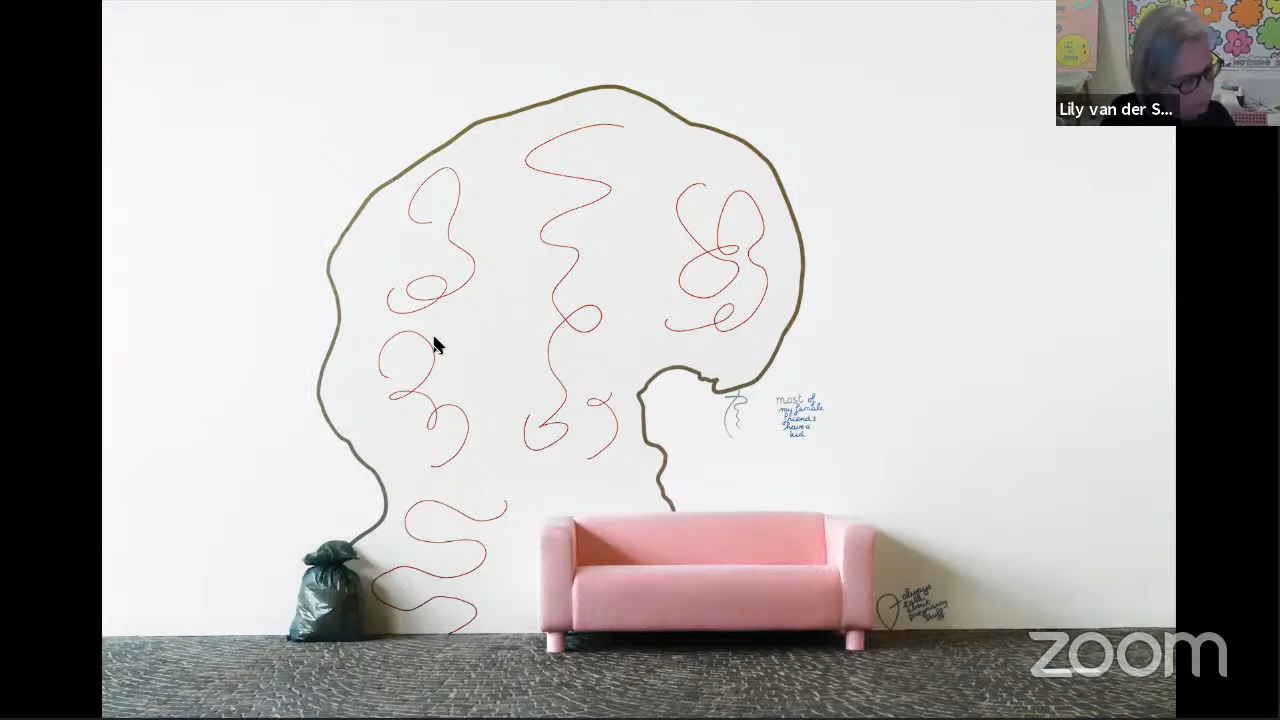 Lily van der S...
most of
my female
friends
have a
kid
always
talk
about
pregnancy
stuff
zoom